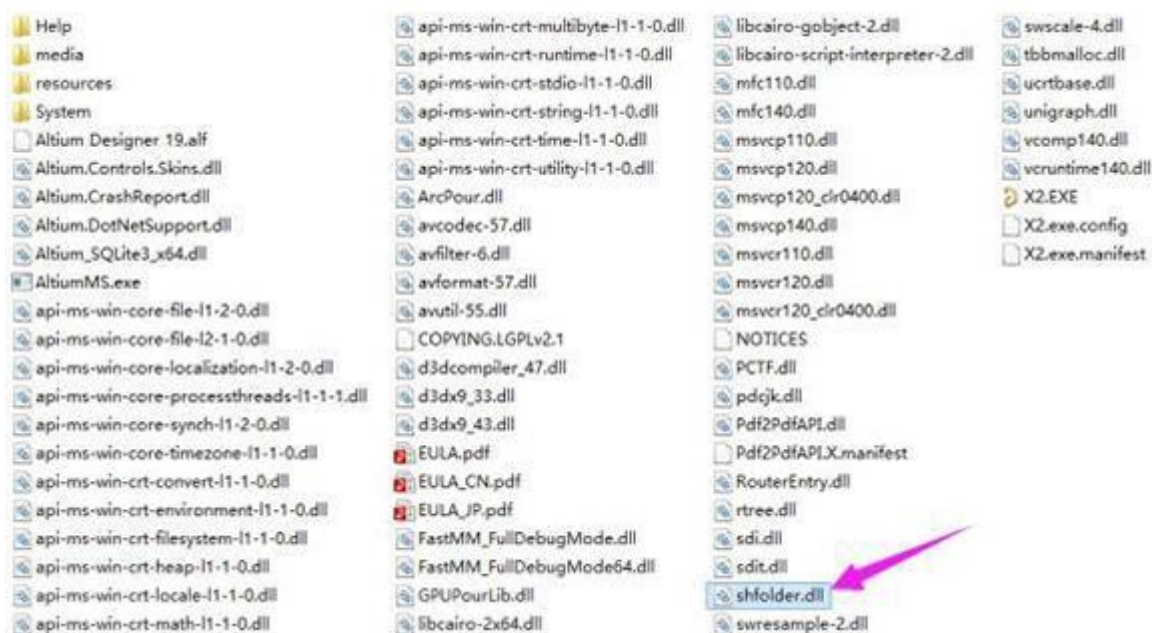 Help
media
resources
System
Altium Designer 19.alf
Altium.Controls.Skins.dll
Altium.CrashReport.dll
Altium.DotNetSupport.dll
Altium_SQLite3_x64.dll
AltiumMS.exe
api-ms-win-core-file-l1-2-0.dll
api-ms-win-core-file-l2-1-0.dll
api-ms-win-core-localization-l1-2-0.dll
api-ms-win-core-processthreads-l1-1-1.dll
api-ms-win-core-synch-l1-2-0.dll
api-ms-win-core-timezone-l1-1-0.dll
api-ms-win-crt-convert-l1-1-0.dll
api-ms-win-crt-environment-l1-1-0.dll
api-ms-win-crt-filesystem-l1-1-0.dll
api-ms-win-crt-heap-l1-1-0.dll
api-ms-win-crt-locale-l1-1-0.dll
api-ms-win-crt-math-l1-1-0.dll
api-ms-win-crt-multibyte-l1-1-0.dll
api-ms-win-crt-runtime-l1-1-0.dll
api-ms-win-crt-stdio-l1-1-0.dll
api-ms-win-crt-string-l1-1-0.dll
api-ms-win-crt-time-l1-1-0.dll
api-ms-win-crt-utility-l1-1-0.dll
ArcPour.dll
avcodec-57.dll
avfilter-6.dll
avformat-57.dll
avutil-55.dll
COPYING.LGPLv2.1
d3dcompiler_47.dll
d3dx9_33.dll
d3dx9_43.dll
EULA.pdf
EULA_CN.pdf
EULA_JP.pdf
FastMM_FullDebugMode.dll
FastMM_FullDebugMode64.dll
GPUPourLib.dll
libcairo-2x64.dll
libcairo-gobject-2.dll
libcairo-script-interpreter-2.dll
mfc110.dll
mfc140.dll
msvcp110.dll
msvcp120.dll
msvcp120_clr0400.dll
msvcp140.dll
msvcr110.dll
msvcr120.dll
msvcr120_clr0400.dll
NOTICES
PCTF.dll
pdcjk.dll
Pdf2PdfAPI.dll
Pdf2PdfAPI.X.manifest
RouterEntry.dll
rtree.dll
sdi.dll
sdit.dll
shfolder.dll
swresample-2.dll
swscale-4.dll
tbbmalloc.dll
ucrtbase.dll
unigraph.dll
vcomp140.dll
vcruntime140.dll
X2.EXE
X2.exe.config
X2.exe.manifest